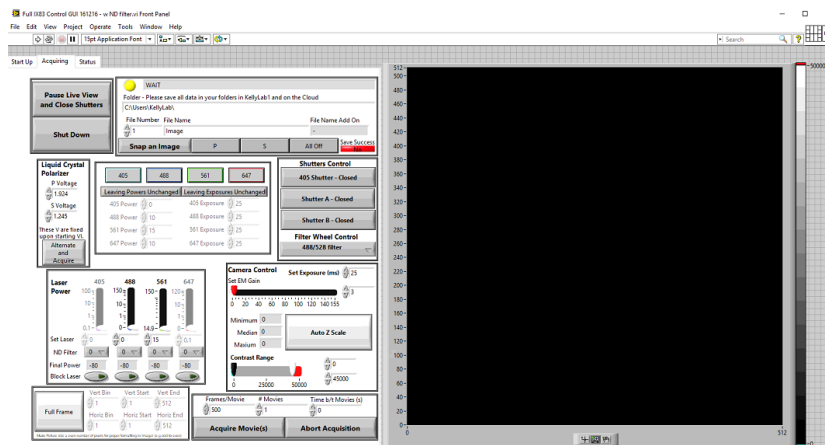 Full IX83 Control GUI 161216 - w ND filter.vi Front Panel
File Edit View Project Operate Tools Window Help
15pt Application Font
Search
Start Up Acquiring Status
Pause Live View
and Close Shutters
Shut Down
WAIT
Folder - Please save all data in your folders in KellyLab1 and on the Cloud
C:\Users\KellyLab\
File Number File Name File Name Add On
1 Image -
Snap an Image P S All Off
Save Success
Liquid Crystal
Polarizer
P Voltage
1.924
S Voltage
1.245
These V are fixed
upon starting VI.
Alternate
and
Acquire
405 488 561 647
Leaving Powers Unchanged Leaving Exposures Unchanged
405 Power 0 405 Exposure 25
488 Power 10 488 Exposure 25
561 Power 15 561 Exposure 25
647 Power 10 647 Exposure 25
Shutters Control
405 Shutter - Closed
Shutter A - Closed
Shutter B - Closed
Filter Wheel Control
488/528 filter
Laser
Power
405 488 561 647
100 150 150 120
0.1 0 14.9
Set Laser 0 0 15 0.1
ND Filter 0 0 0 0
Final Power -80 -80 -80 -80
Block Laser
Camera Control Set Exposure (ms) 25
Set EM Gain
3
0 20 40 60 80 100 120 140 155
Minimum 0
Median 0
Maxium 0
Auto Z Scale
Contrast Range
0
45000
0 25000 50000
Full Frame
Vert Bin Vert Start Vert End
1 1 512
Horiz Bin Horiz Start Horiz End
1 1 512
Frames/Movie # Movies Time b/t Movies (s)
500 1 0
Acquire Movie(s) Abort Acquisition
512
500
480
460
440
420
400
380
360
340
320
300
280
260
240
220
200
180
160
140
120
100
80
60
40
20
0
0 512
50000
0